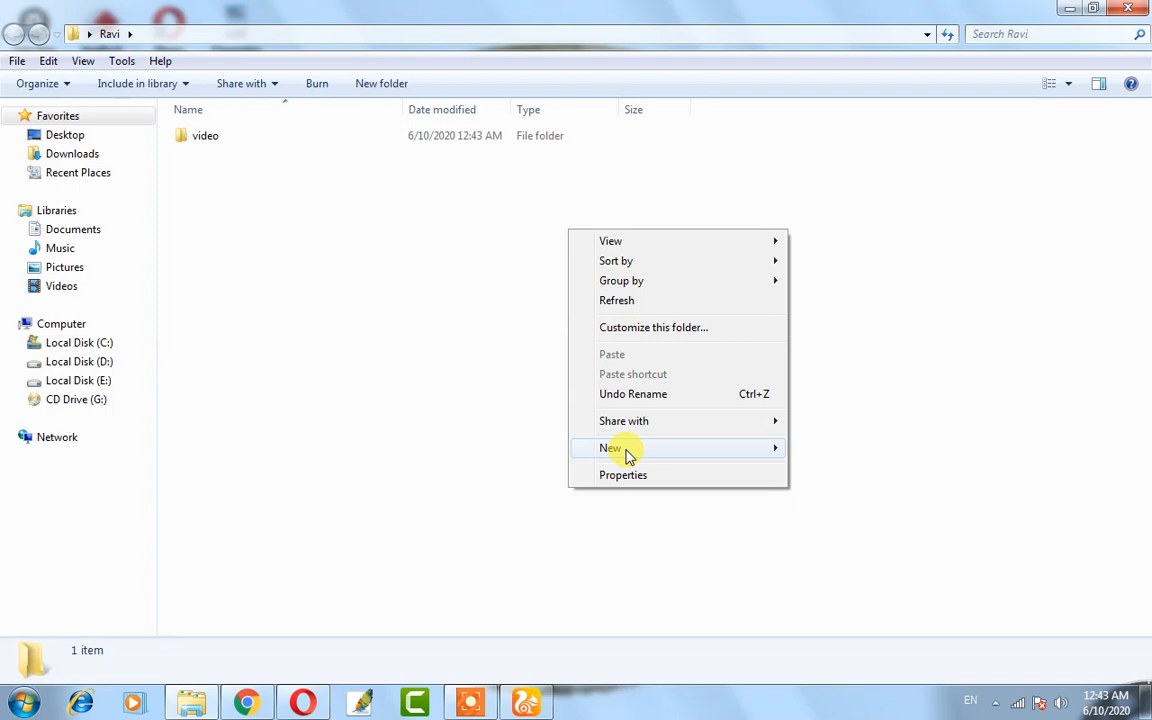 Ravi
Search Ravi
File Edit View Tools Help
Organize Include in library Share with Burn New folder
Name Date modified Type Size
video 6/10/2020 12:43 AM File folder
Favorites
Desktop
Downloads
Recent Places
Libraries
Documents
Music
Pictures
Videos
Computer
Local Disk (C:)
Local Disk (D:)
Local Disk (E:)
CD Drive (G:)
Network
View
Sort by
Group by
Refresh
Customize this folder...
Paste
Paste shortcut
Undo Rename Ctrl+Z
Share with
New
Properties
1 item
EN
12:43 AM
6/10/2020